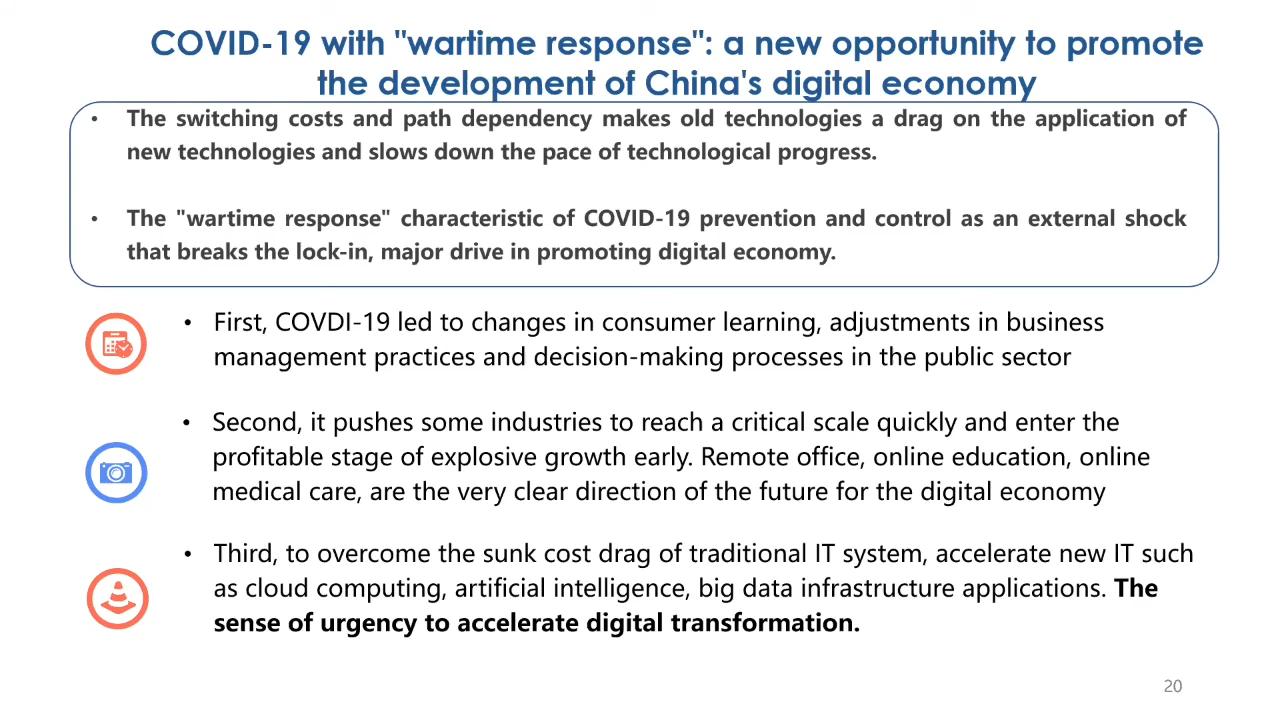 COVID-19 with "wartime response": a new opportunity to promote
the development of China's digital economy
• The switching costs and path dependency makes old technologies a drag on the application of
new technologies and slows down the pace of technological progress.
• The "wartime response" characteristic of COVID-19 prevention and control as an external shock
that breaks the lock-in, major drive in promoting digital economy.
• First, COVDI-19 led to changes in consumer learning, adjustments in business
management practices and decision-making processes in the public sector
• Second, it pushes some industries to reach a critical scale quickly and enter the
profitable stage of explosive growth early. Remote office, online education, online
medical care, are the very clear direction of the future for the digital economy
• Third, to overcome the sunk cost drag of traditional IT system, accelerate new IT such
as cloud computing, artificial intelligence, big data infrastructure applications. The
sense of urgency to accelerate digital transformation.
20